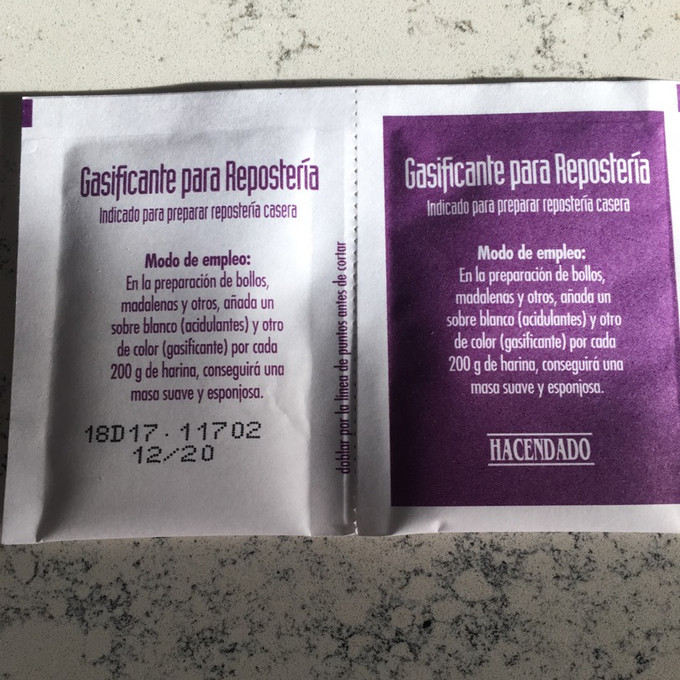 Gasificante para Repostería
Indicado para preparar repostería casera
Modo de empleo:
En la preparación de bollos,
madalenas y otros, añada un
sobre blanco (acidulantes) y otro
de color (gasificante) por cada
200 g de harina, conseguirá una
masa suave y esponjosa.
18D17·11702
12/20
doblar por la línea de puntos antes de cortar
Gasificante para Repostería
Indicado para preparar repostería casera
Modo de empleo:
En la preparación de bollos,
madalenas y otros, añada un
sobre blanco (acidulantes) y otro
de color (gasificante) por cada
200 g de harina, conseguirá una
masa suave y esponjosa.
HACENDADO